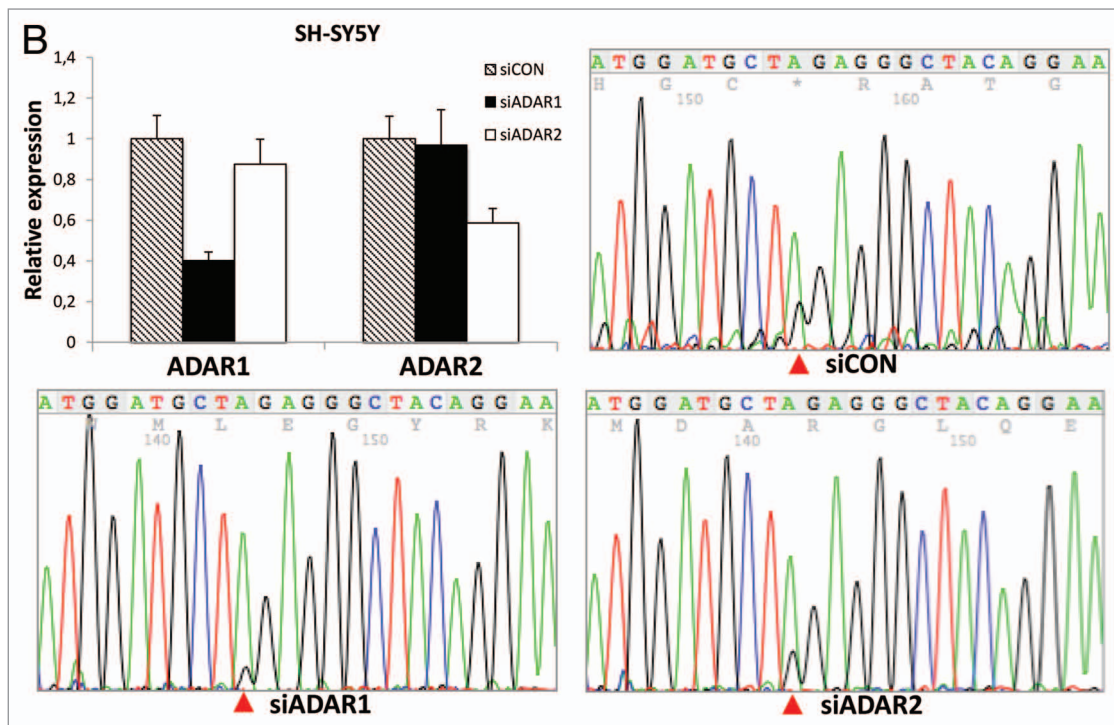 B
SH-SY5Y
1,4
1,2
1
0,8
0,6
0,4
0,2
0
Relative expression
siCON
siADAR1
siADAR2
ADAR1 ADAR2
ATGGATGCTAGAGGGCTACAGGAA
H G C * R A T G
150 160
siCON
ATGGATGCTAGAGGGCTACAGGAA
W M L E G Y R K
140 150
siADAR1
ATGGATGCTAGAGGGCTACAGGAA
M D A R G L Q E
140 150
siADAR2